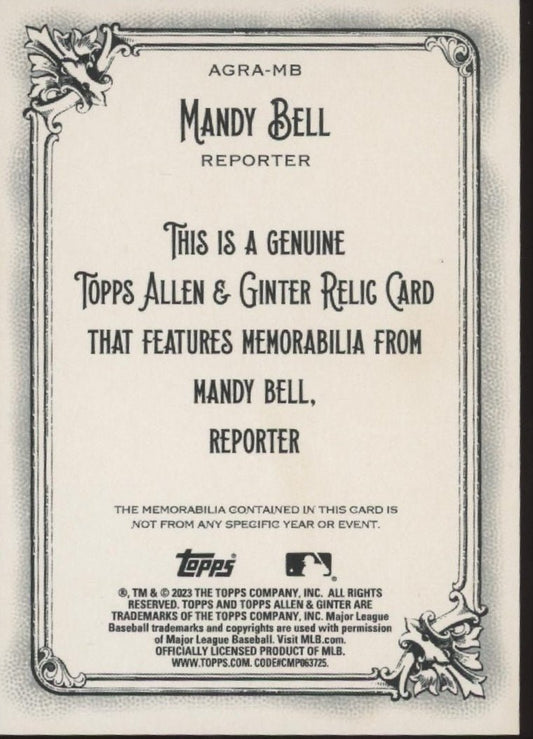 AGRA-MB
MANDY BELL
REPORTER
THIS IS A GENUINE
TOPPS ALLEN & GINTER RELIC CARD
THAT FEATURES MEMORABILIA FROM
MANDY BELL,
REPORTER
THE MEMORABILIA CONTAINED IN THIS CARD IS
NOT FROM ANY SPECIFIC YEAR OR EVENT.
topps®
®, TM & © 2023 THE TOPPS COMPANY, INC. ALL RIGHTS
RESERVED. TOPPS AND TOPPS ALLEN & GINTER ARE
TRADEMARKS OF THE TOPPS COMPANY, INC. Major League
Baseball trademarks and copyrights are used with permission
of Major League Baseball. Visit MLB.com.
OFFICIALLY LICENSED PRODUCT OF MLB.
WWW.TOPPS.COM. CODE#CMP063725.